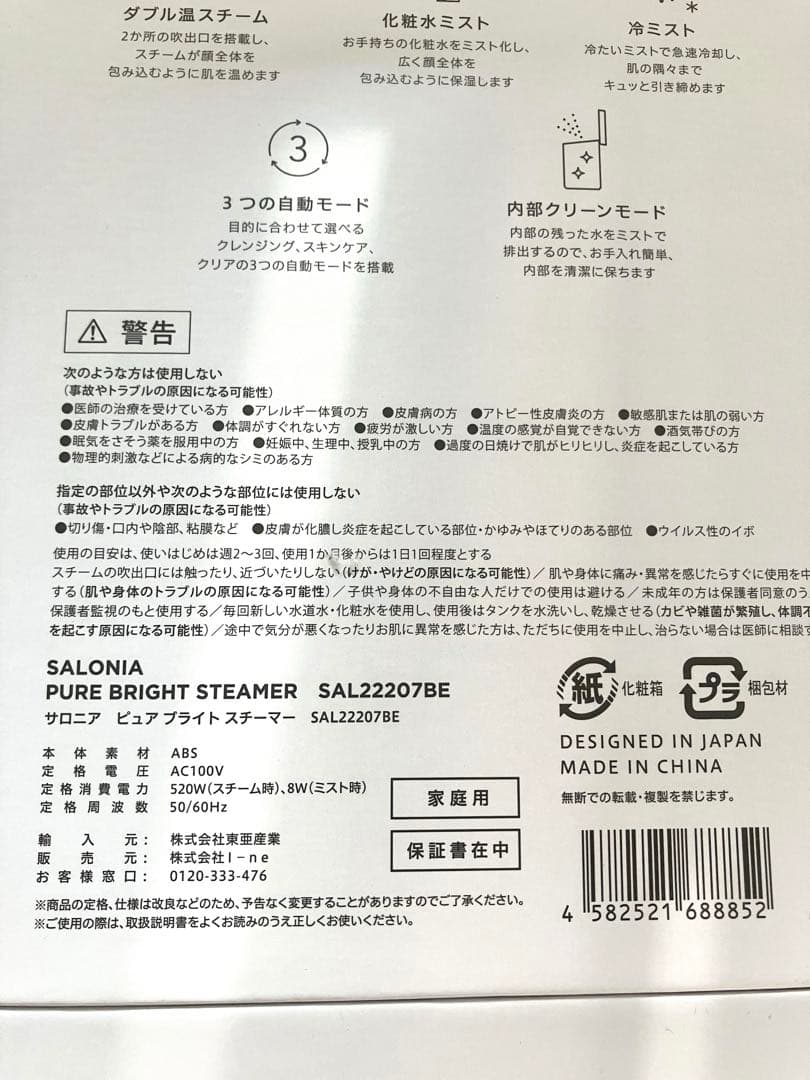 ダブル温スチーム
2か所の吹出口を搭載し、
スチームが顔全体を
包み込むように肌を温めます
化粧水ミスト
お手持ちの化粧水をミスト化し、
広く顔全体を
包み込むように保湿します
冷ミスト
冷たいミストで急速冷却し、
肌の隅々まで
キュッと引き締めます
3
3つの自動モード
目的に合わせて選べる
クレンジング、スキンケア、
クリアの3つの自動モードを搭載
内部クリーンモード
内部の残った水をミストで
排出するので、お手入れ簡単、
内部を清潔に保ちます
警告
次のような方は使用しない
(事故やトラブルの原因になる可能性)
●医師の治療を受けている方 ●アレルギー体質の方 ●皮膚病の方 ●アトピー性皮膚炎の方 ●敏感肌または肌の弱い方
●皮膚トラブルがある方 ●体調がすぐれない方 ●疲労が激しい方 ●温度の感覚が自覚できない方 ●酒気帯びの方
●眠気をさそう薬を服用中の方 ●妊娠中、生理中、授乳中の方 ●過度の日焼けで肌がヒリヒリし、炎症を起こしている方
●物理的刺激などによる病的なシミのある方
指定の部位以外や次のような部位には使用しない
(事故やトラブルの原因になる可能性)
●切り傷・口内や陰部、粘膜など ●皮膚が化膿し炎症を起こしている部位・かゆみやほてりのある部位 ●ウイルス性のイボ
使用の目安は、使いはじめは週2～3回、使用1か月後からは1日1回程度とする
スチームの吹出口には触ったり、近づいたりしない(けが・やけどの原因になる可能性)/肌や身体に痛み・異常を感じたらすぐに使用を中
する(肌や身体のトラブルの原因になる可能性)/子供や身体の不自由な人だけでの使用は避ける/未成年の方は保護者同意のう
保護者監視のもと使用する/毎回新しい水道水・化粧水を使用し、使用後はタンクを水洗いし、乾燥させる(カビや雑菌が繁殖し、体調不
を起こす原因になる可能性)/途中で気分が悪くなったりお肌に異常を感じた方は、ただちに使用を中止し、治らない場合は医師に相談す
SALONIA
PURE BRIGHT STEAMER SAL22207BE
サロニア ピュア ブライト スチーマー SAL22207BE
本体素材 ABS
定格電圧 AC100V
定格消費電力 520W(スチーム時)、8W(ミスト時)
定格周波数 50/60Hz
輸入元: 株式会社東亜産業
販売元: 株式会社I-ne
お客様窓口: 0120-333-476
家庭用
保証書在中
紙 化粧箱
プラ 梱包材
DESIGNED IN JAPAN
MADE IN CHINA
無断での転載・複製を禁じます。
4 582521 688852
※商品の定格、仕様は改良などのため、予告なく変更することがありますのでご了承ください。
※ご使用の際は、取扱説明書をよくお読みのうえ正しくお使いください。